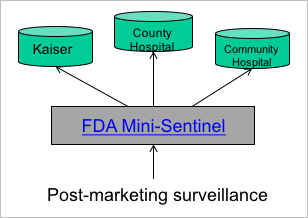 Kaiser
County
Hospital
Community
Hospital
FDA Mini-Sentinel
Post-marketing surveillance